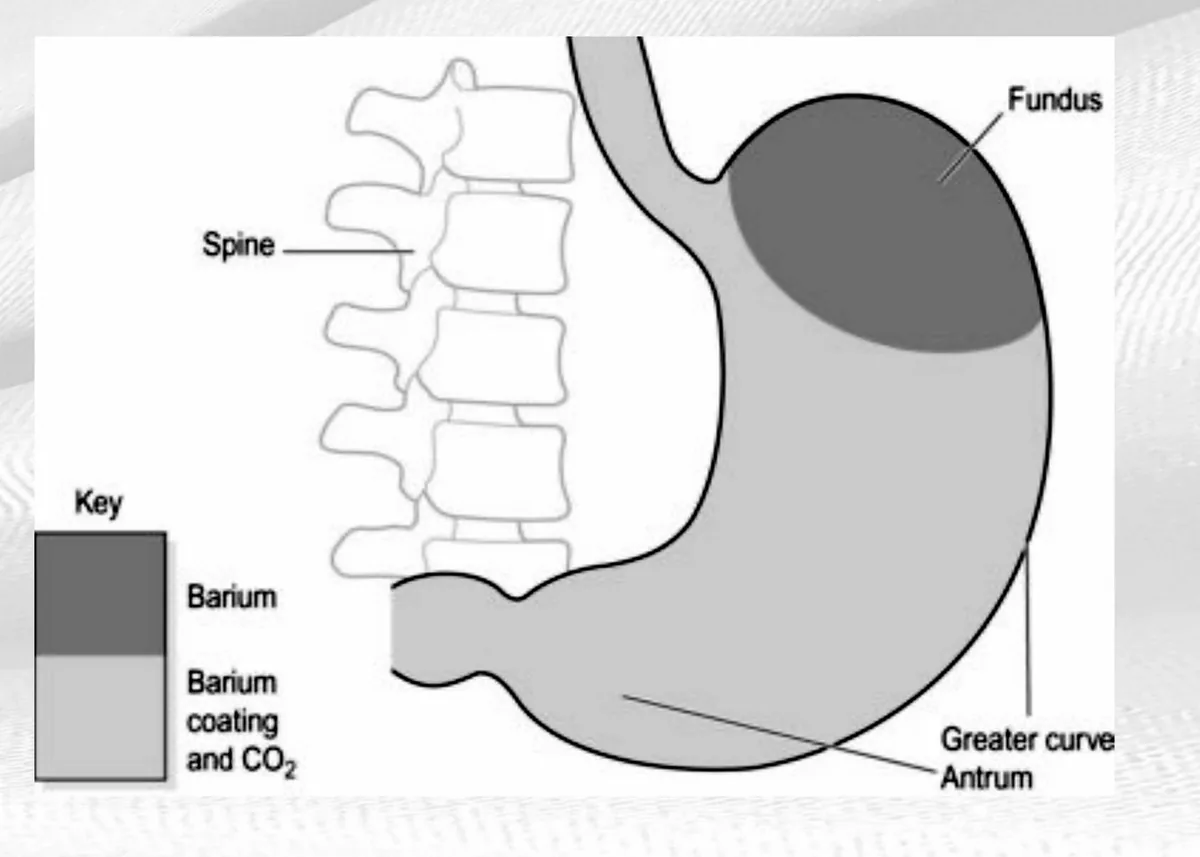 Fundus
Spine
Key
Barium
Barium
coating
and CO₂
Greater curve
Antrum